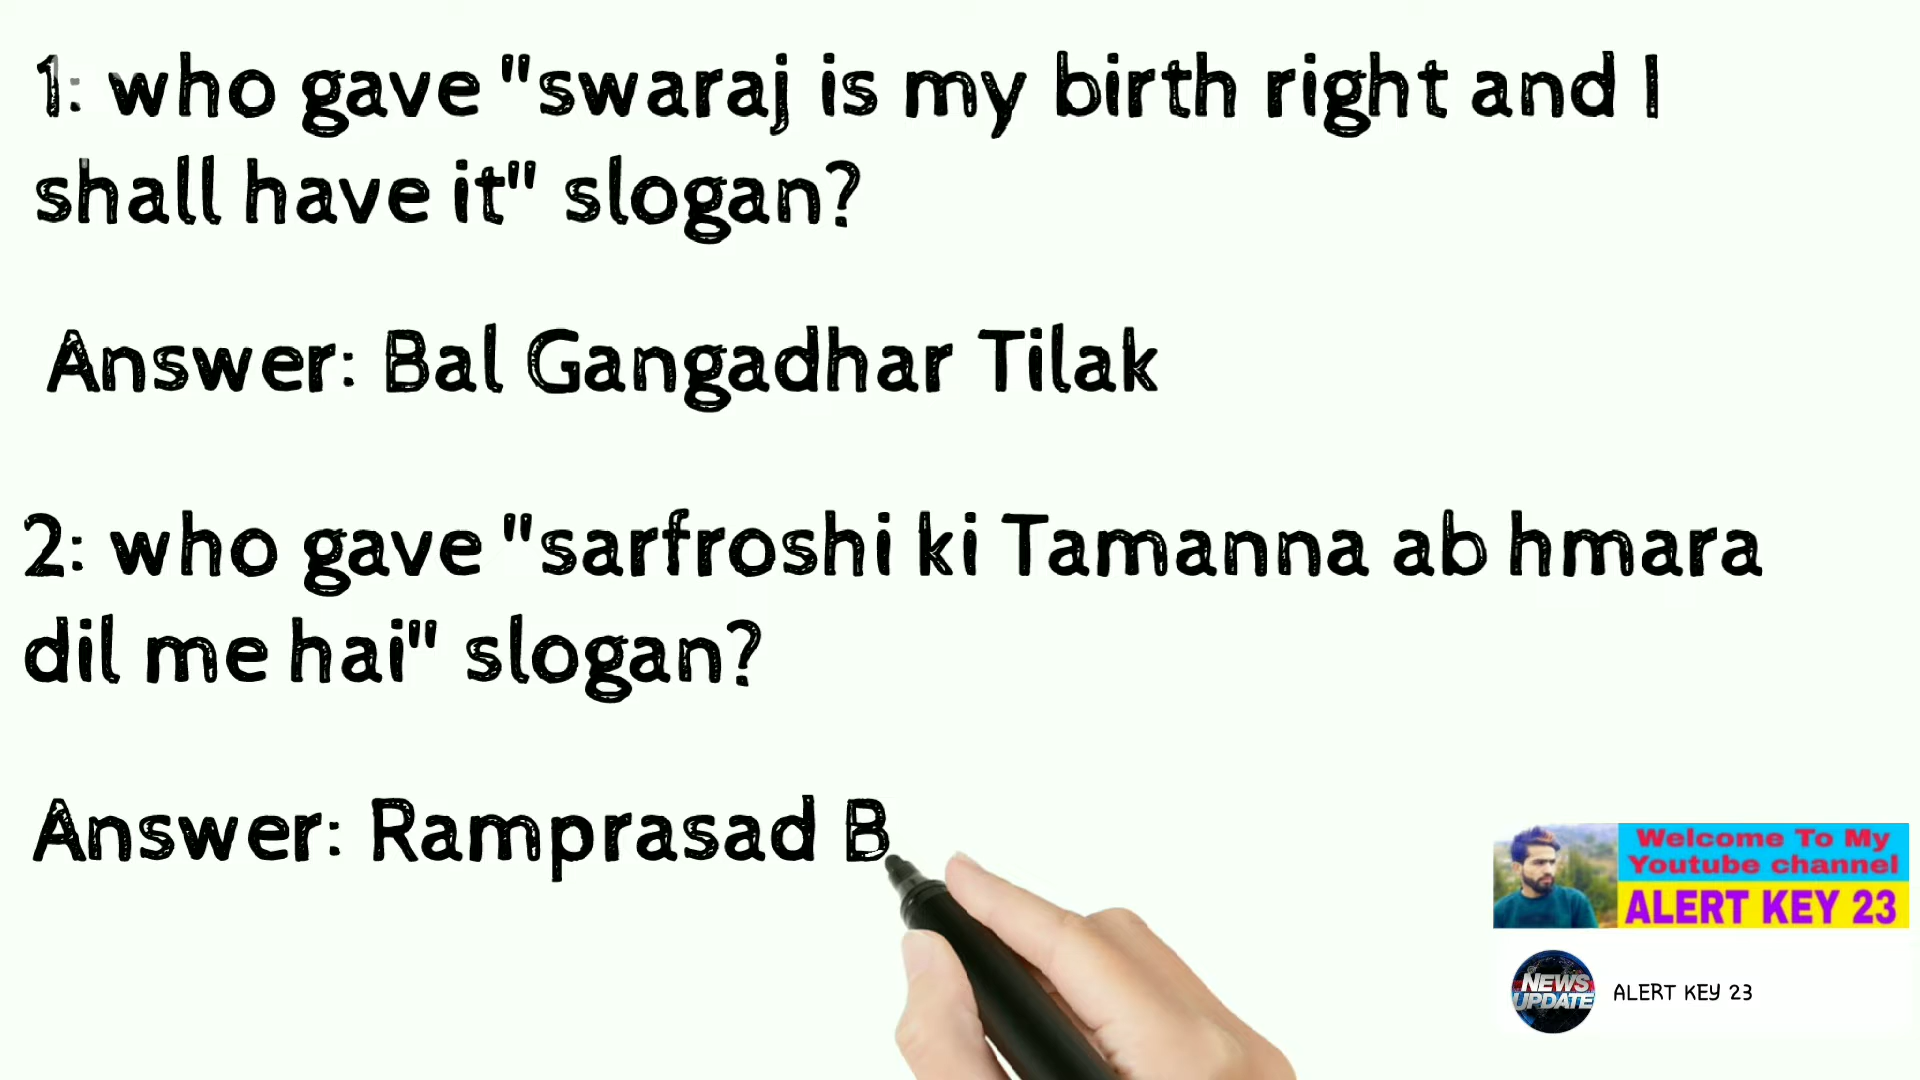 1: who gave "swaraj is my birth right and I
shall have it" slogan?
Answer: Bal Gangadhar Tilak
2: who gave "sarfroshi ki Tamanna ab hmara
dil me hai" slogan?
Answer: Ramprasad B
Welcome To My
Youtube channel
ALERT KEY 23
NEWS
UPDATE
ALERT KEY 23